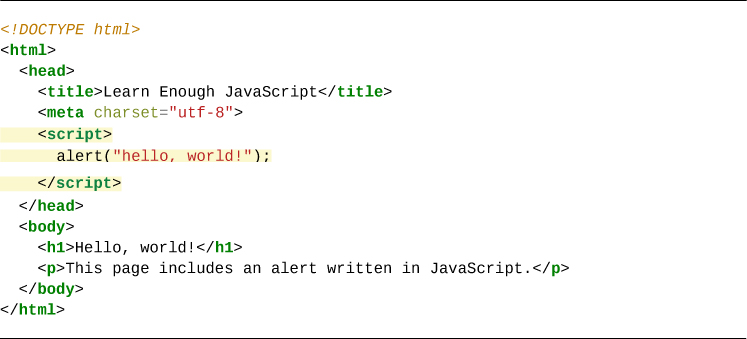 <!DOCTYPE html>
<html>
  <head>
    <title>Learn Enough JavaScript</title>
    <meta charset="utf-8">
    <script>
      alert("hello, world!");
    </script>
  </head>
  <body>
    <h1>Hello, world!</h1>
    <p>This page includes an alert written in JavaScript.</p>
  </body>
</html>